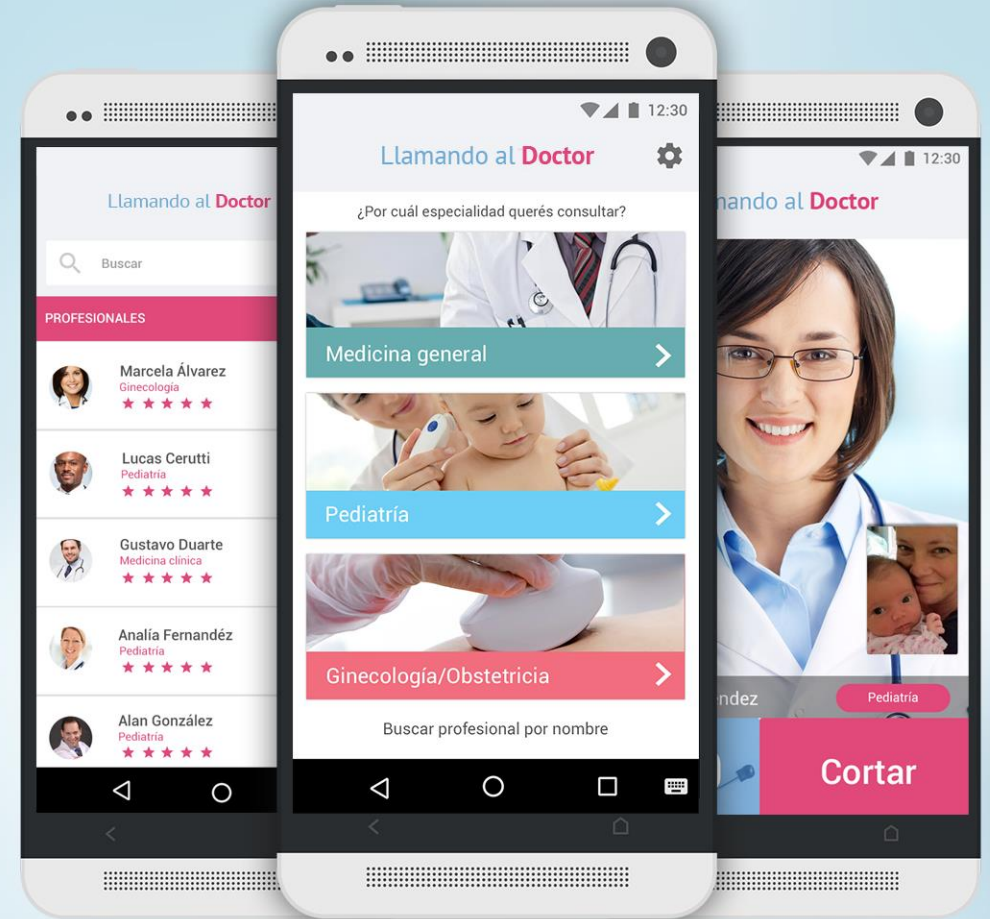 Llamando al Doctor
Buscar
PROFESIONALES
Marcela Álvarez
Ginecología
Lucas Cerutti
Pediatría
Gustavo Duarte
Medicina clínica
Analía Fernandéz
Pediatría
Alan González
Pediatría
12:30
Llamando al Doctor
¿Por cuál especialidad querés consultar?
Medicina general
Pediatría
Ginecología/Obstetricia
Buscar profesional por nombre
12:30
al Doctor
Pediatría
Cortar